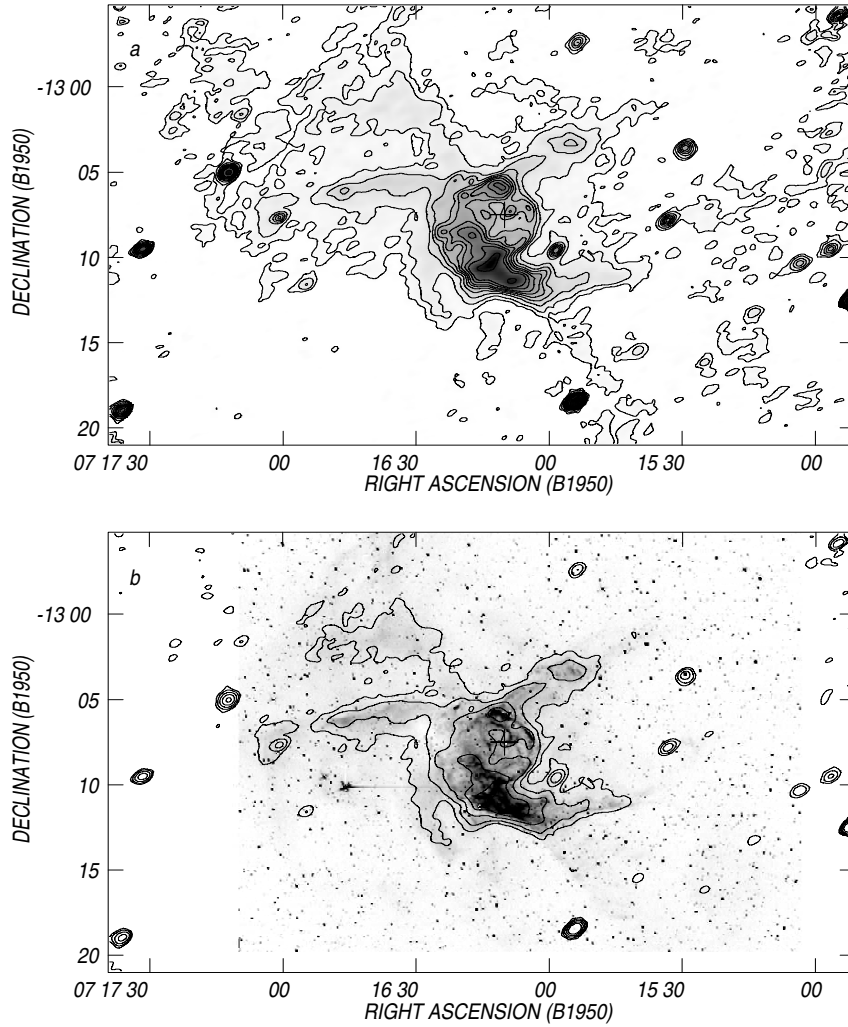 a
-13 00
05
10
15
20
DECLINATION (B1950)
07 17 30 00 16 30 00 15 30 00
RIGHT ASCENSION (B1950)
b
-13 00
05
10
15
20
DECLINATION (B1950)
07 17 30 00 16 30 00 15 30 00
RIGHT ASCENSION (B1950)